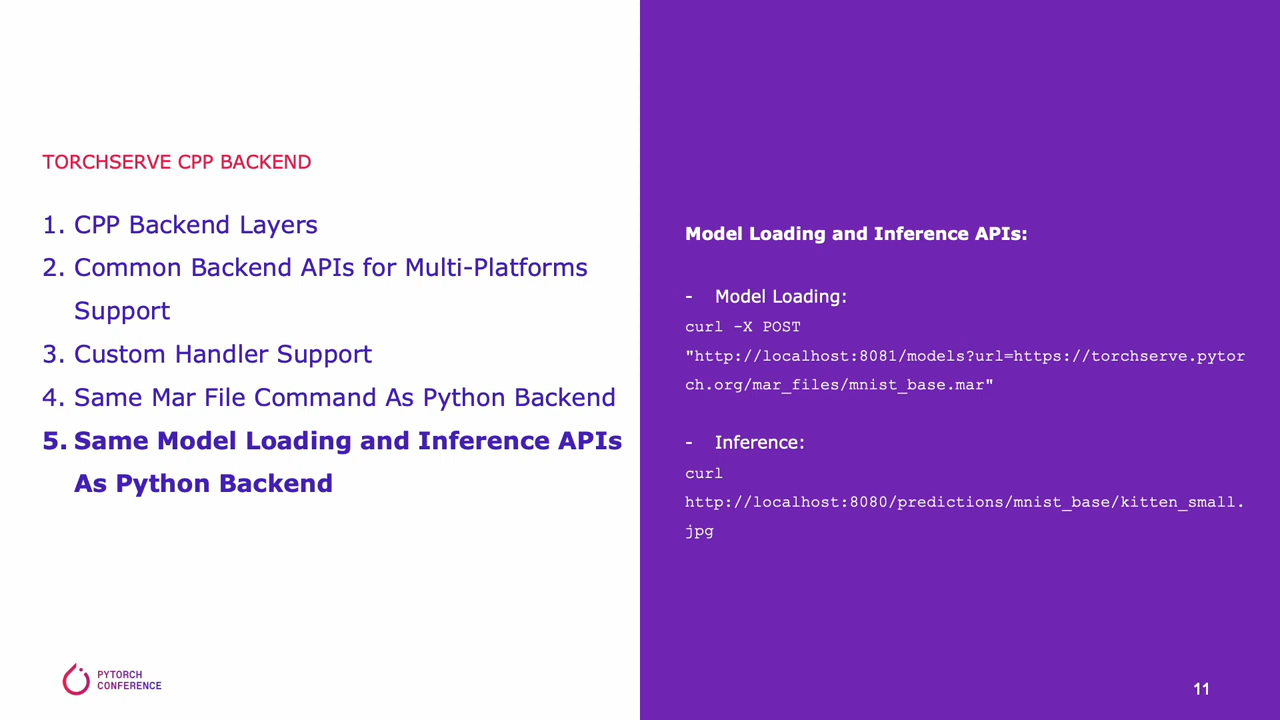 TORCHSERVE CPP BACKEND
1. CPP Backend Layers
2. Common Backend APIs for Multi-Platforms
Support
3. Custom Handler Support
4. Same Mar File Command As Python Backend
5. Same Model Loading and Inference APIs
As Python Backend
PYTORCH
CONFERENCE
Model Loading and Inference APIs:
- Model Loading:
curl -X POST
"http://localhost:8081/models?url=https://torchserve.pytor
ch.org/mar_files/mnist_base.mar"
- Inference:
curl
http://localhost:8080/predictions/mnist_base/kitten_small.
jpg
11